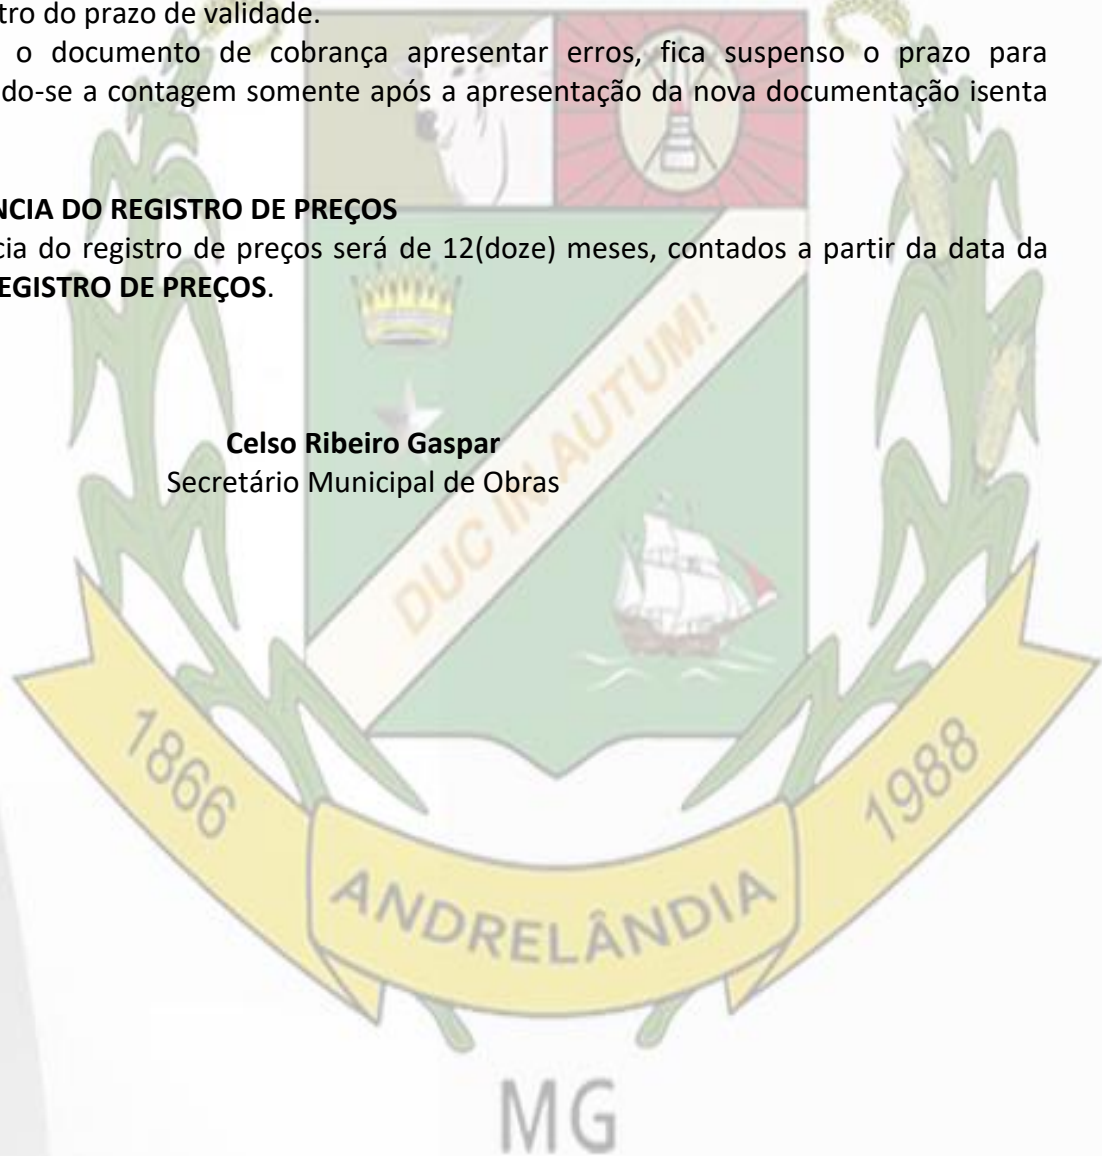 tro do prazo de validade.
o documento de cobrança apresentar erros, fica suspenso o prazo para
do-se a contagem somente após a apresentação da nova documentação isenta
NCIA DO REGISTRO DE PREÇOS
cia do registro de preços será de 12(doze) meses, contados a partir da data da
EGISTRO DE PREÇOS.
Celso Ribeiro Gaspar
Secretário Municipal de Obras
DUC IN AUTUM!
1866
ANDRELÂNDIA
1988
MG